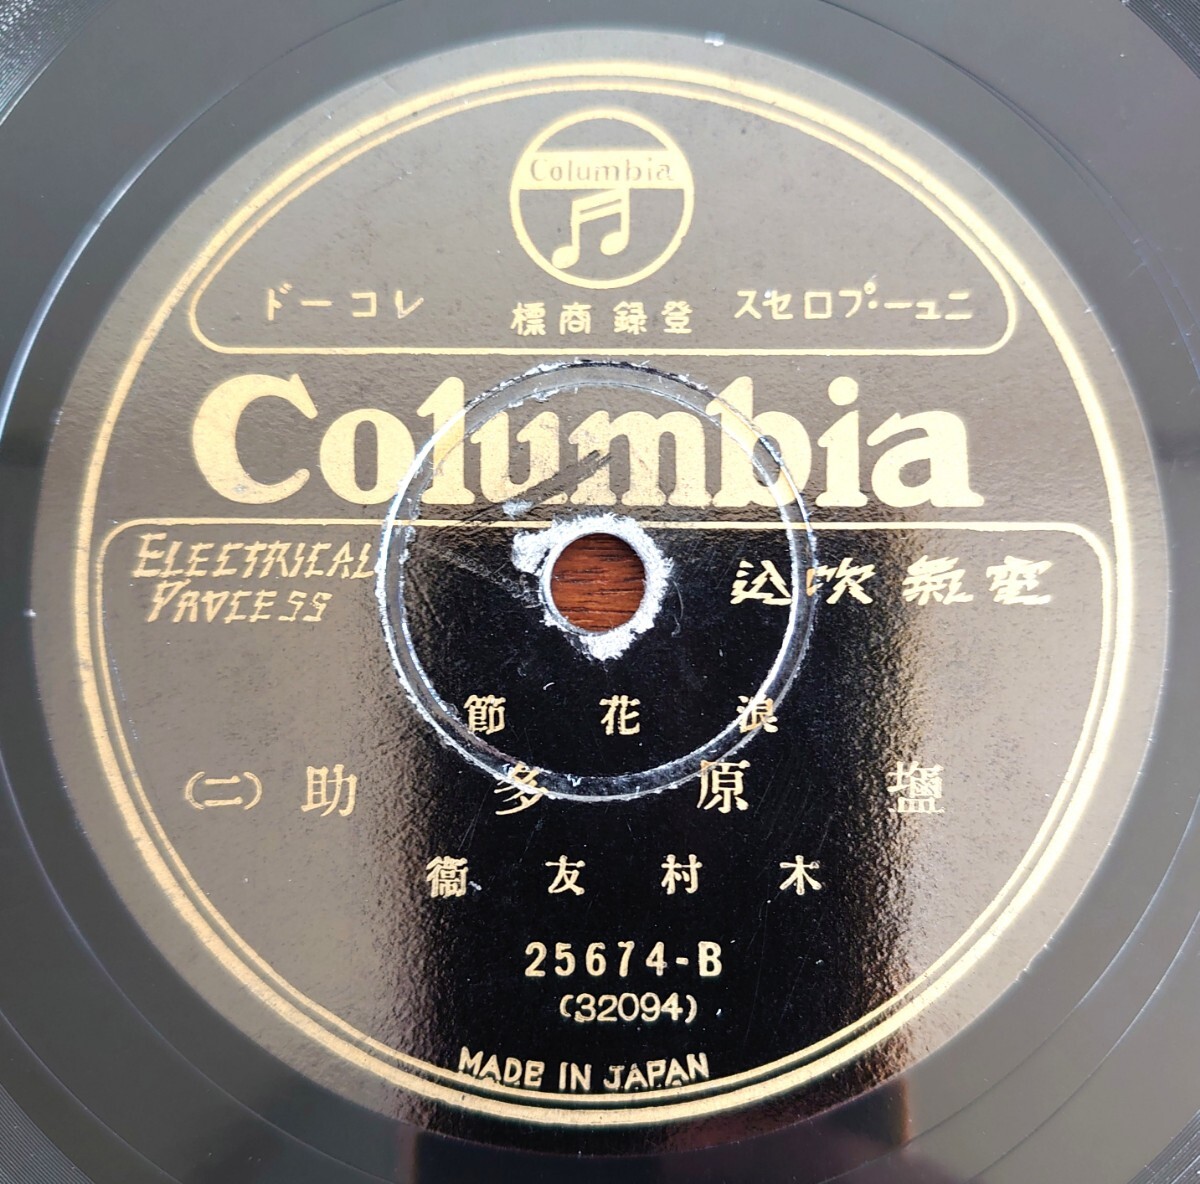 Columbia
ニュー・プロセス 登録商標 レコード
Columbia
ELECTRICAL PROCESS
電氣吹込
浪花節
塩原多助 (二)
木村友衞
25674-B
(32094)
MADE IN JAPAN